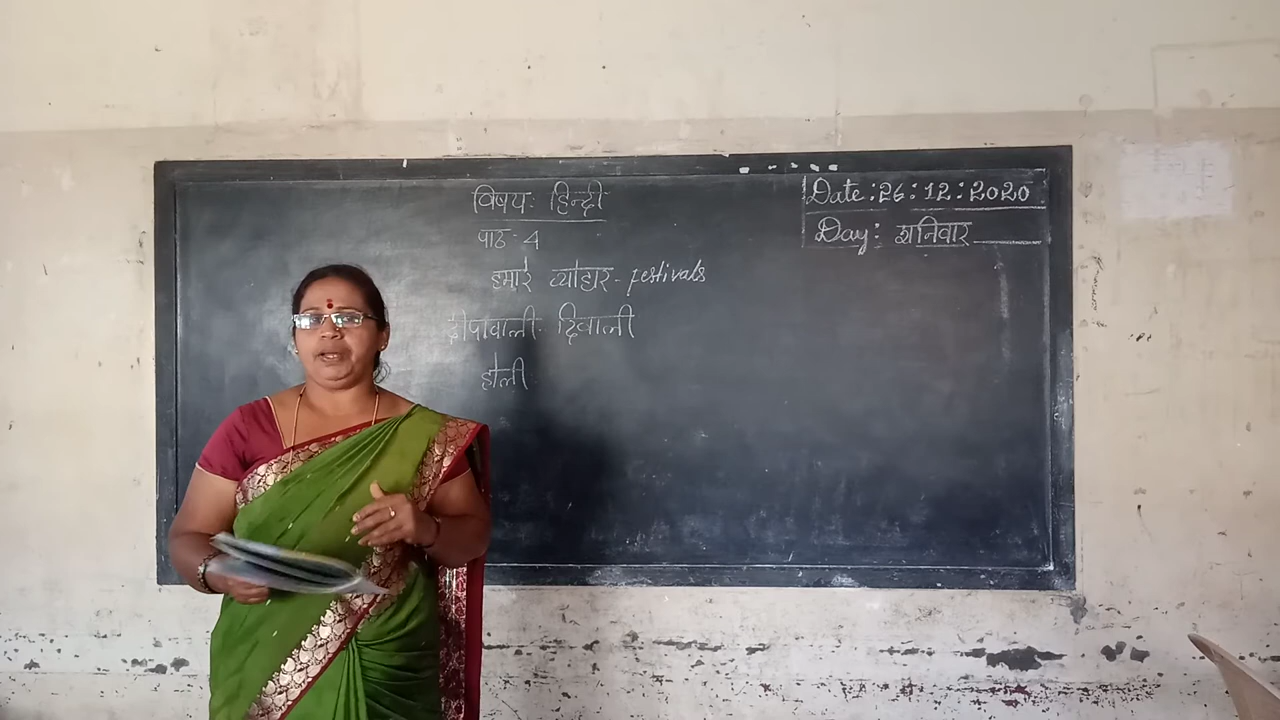 विषय: हिन्दी
पाठ - 4
हमारे त्योहार - festivals
दीपावली - दिवाली
होली
Date: 26:12:2020
Day: शनिवार